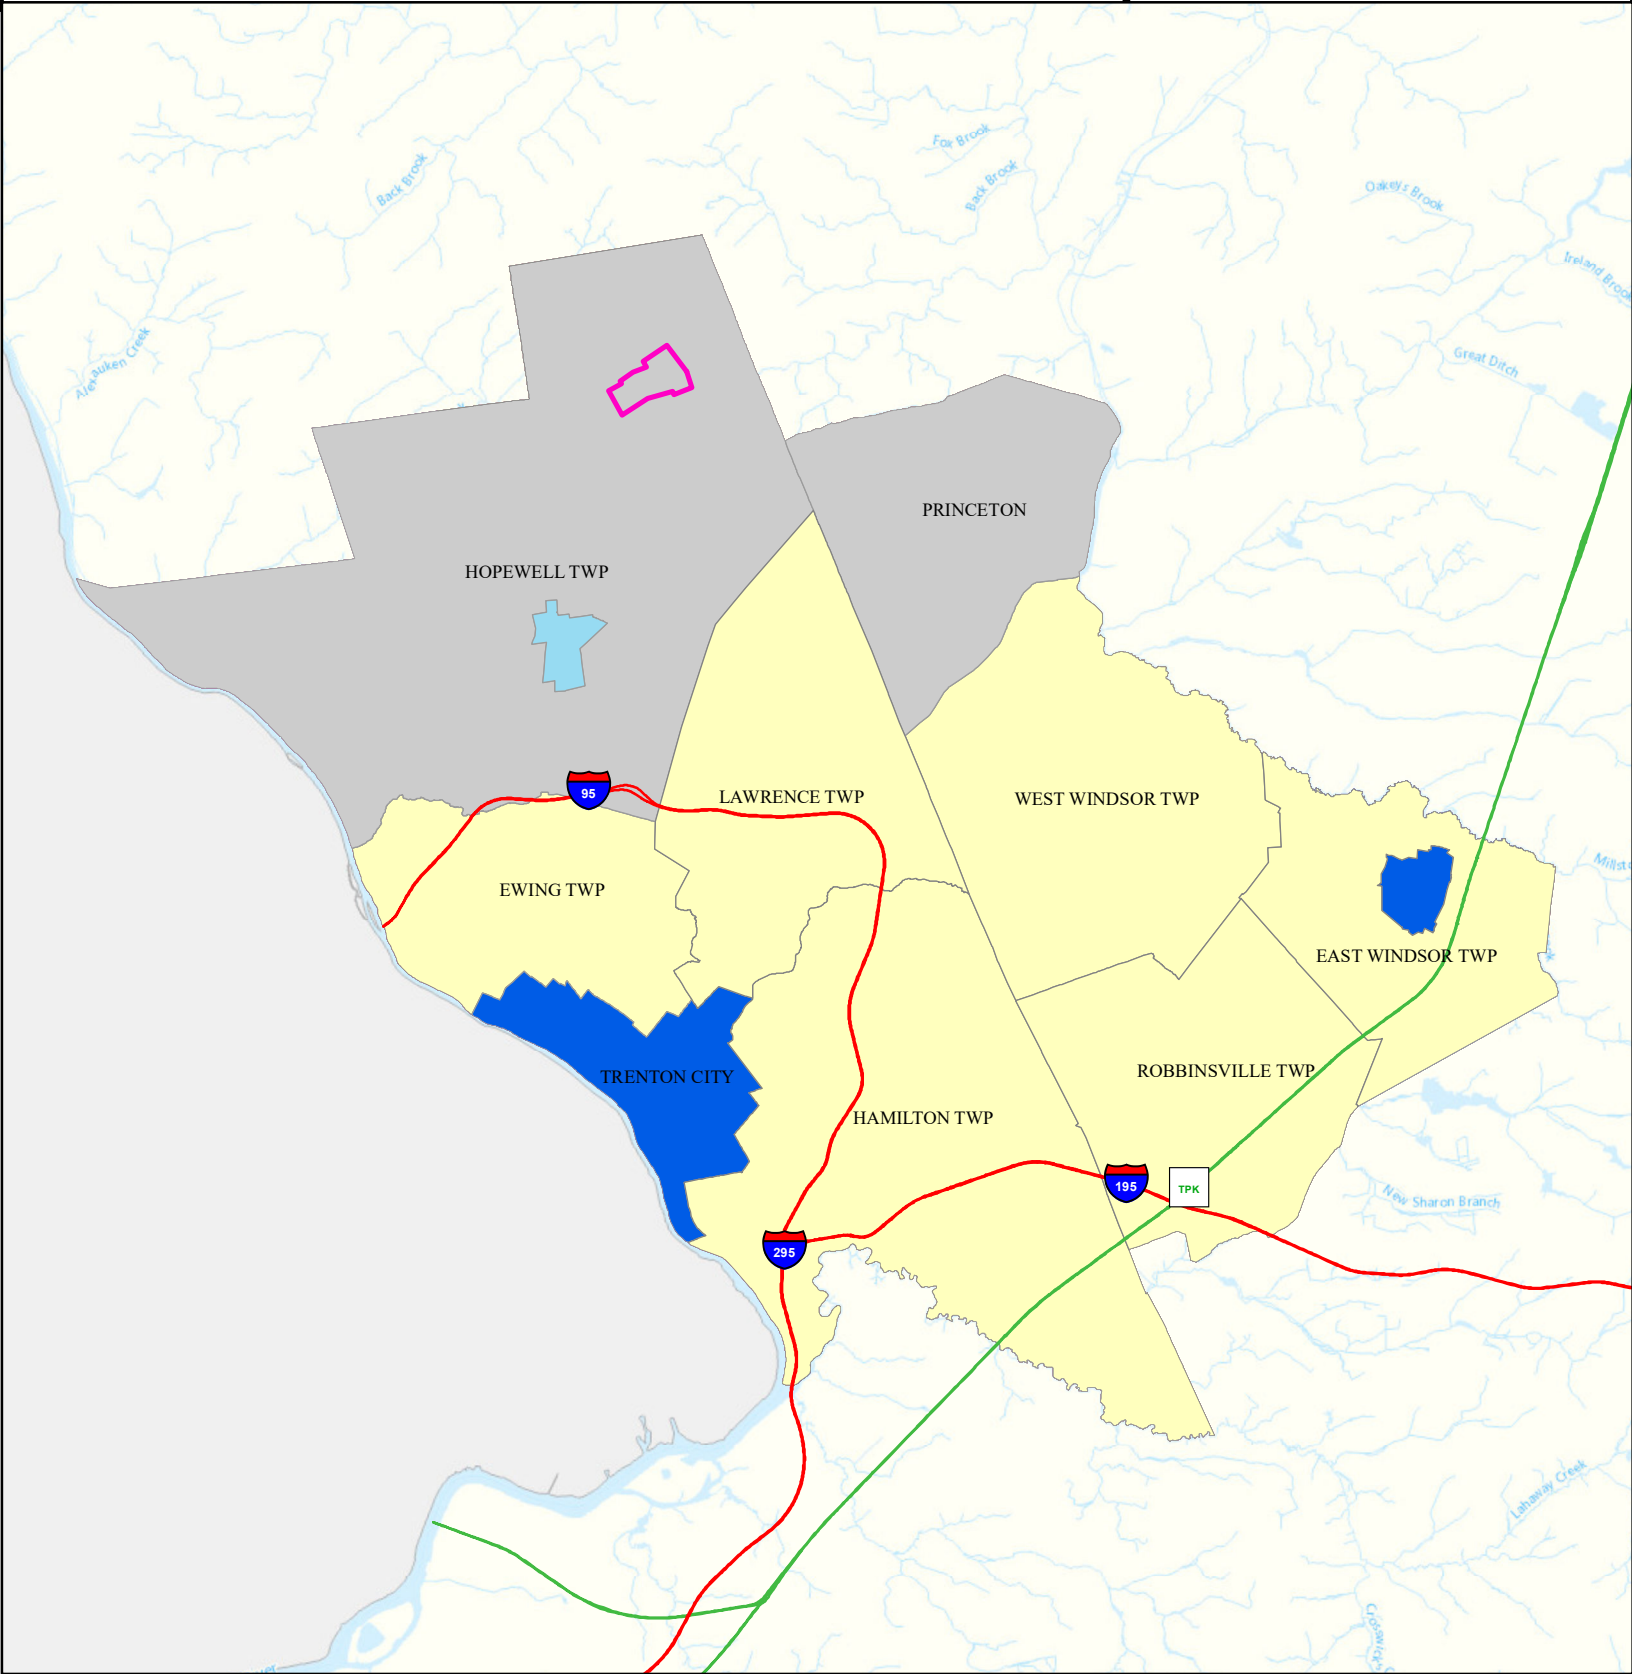 Fox Brook
Back Brook
Back Brook
Oakeys Brook
Ireland Brook
Alexauken Creek
Great Ditch
PRINCETON
HOPEWELL TWP
95
LAWRENCE TWP
WEST WINDSOR TWP
EWING TWP
EAST WINDSOR TWP
TRENTON CITY
ROBBINSVILLE TWP
HAMILTON TWP
195
TPK
New Sharon Branch
295
Lahaway Creek